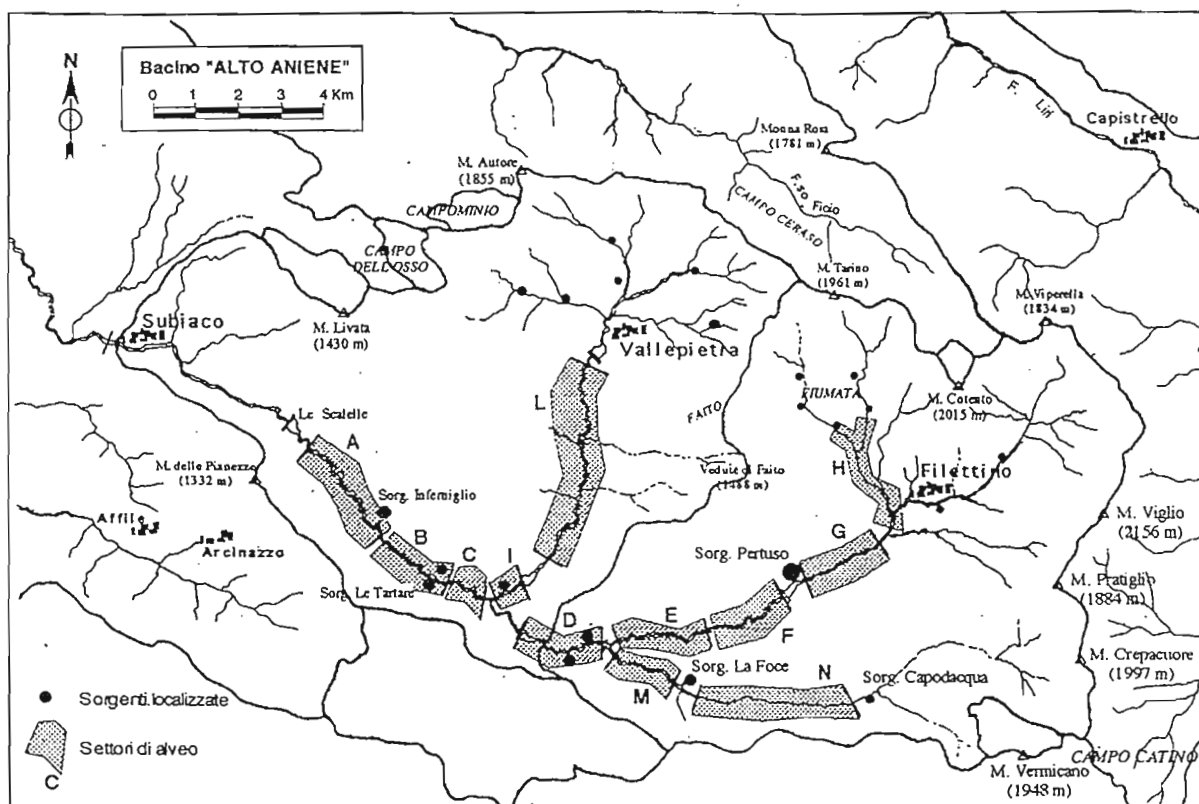 N
Bacino "ALTO ANIENE"
0 1 2 3 4 Km
F. Liri
Capistrello
Monna Rosa
(1781 m)
M. Autore
(1855 m)
F.so Ficio
CAMPO CERASO
CAMPOMINIO
CAMPO
DELL'OSSO
M. Tarino
(1961 m)
M. Viperella
(1834 m)
Subiaco
M. Livata
(1430 m)
Vallepietra
L
FAITO
FIUMATA
M. Cotento
(2015 m)
Le Scalelle
A
M. delle Pianezze
(1332 m)
Vedute di Faito
(1468 m)
H
Filettino
Sorg. Inferniglio
Affile
Arcinazzo
M. Viglio
(2156 m)
B
C
I
Sorg. Pertuso
G
Sorg. Le Tartare
M. Pratiglio
(1884 m)
D
E
F
Sorg. La Foce
N
Sorg. Capodacqua
M
M. Crepacuore
(1997 m)
Sorgenti localizzate
Settori di alveo
C
CAMPO CATINO
M. Vermicano
(1948 m)